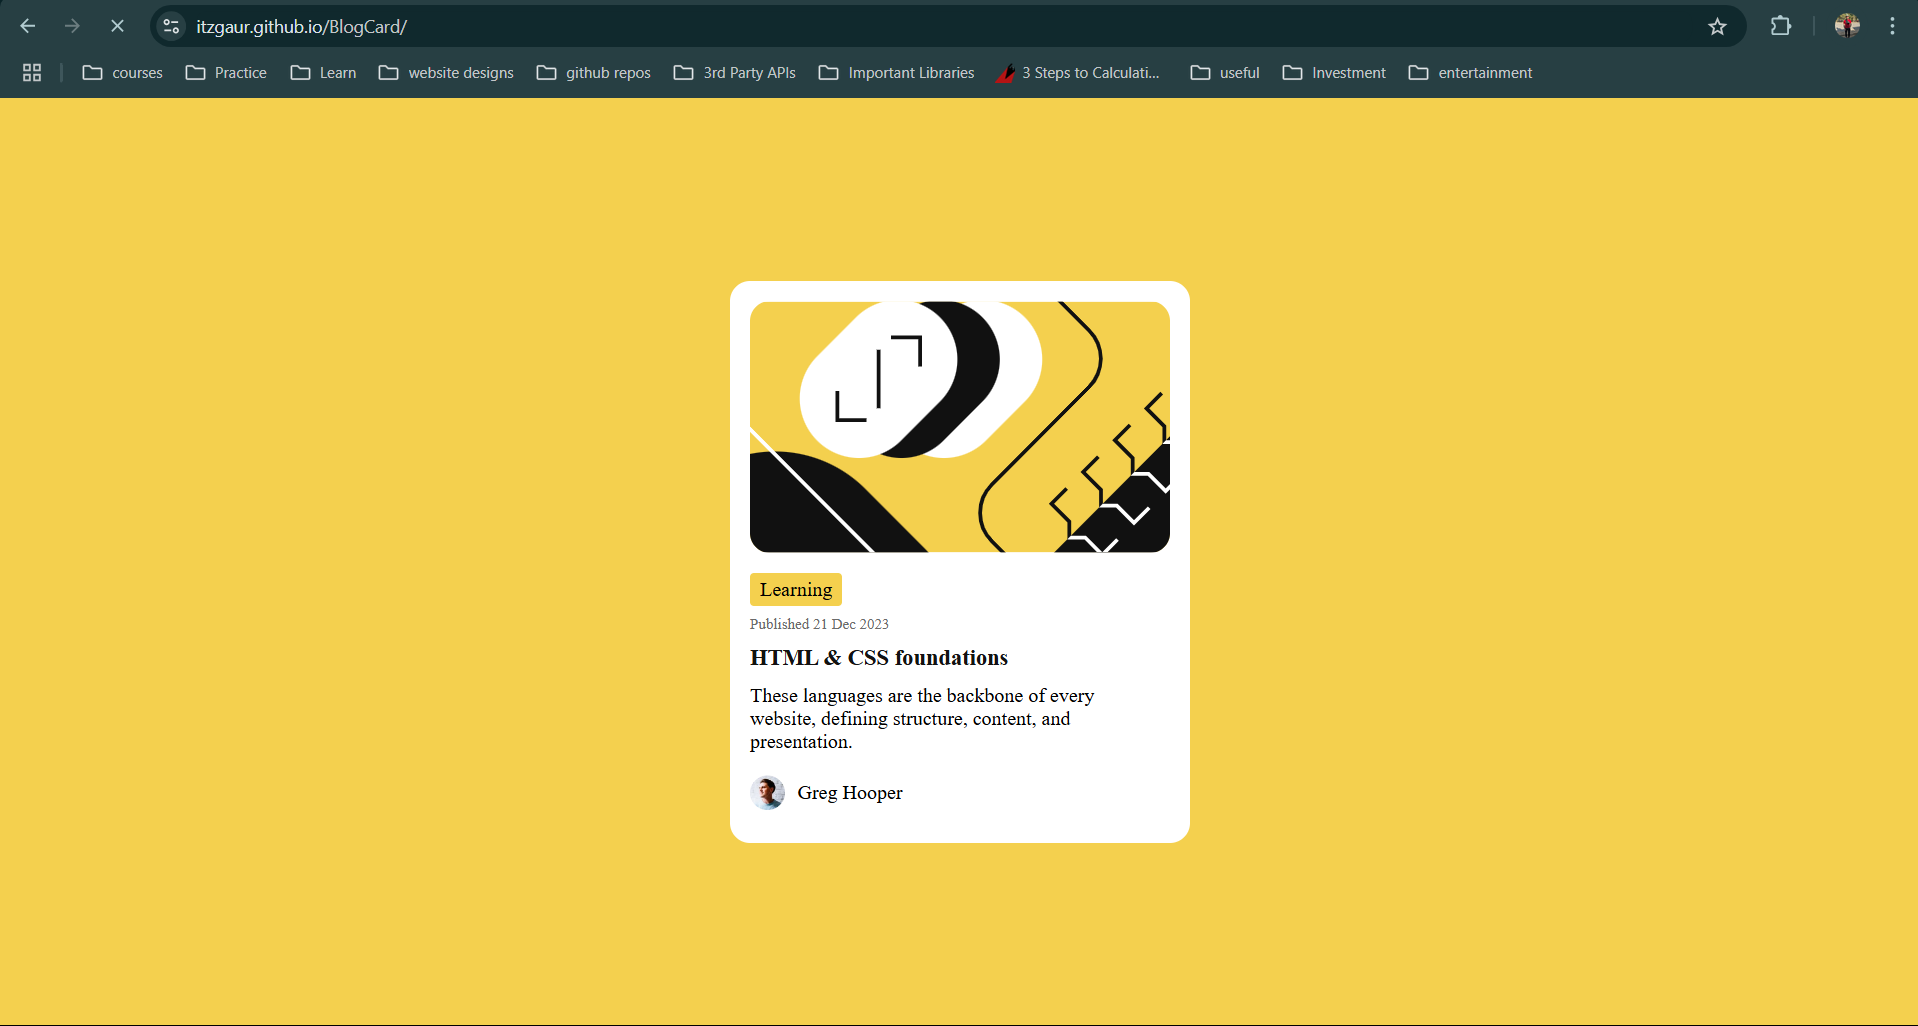 itzgaur.github.io/BlogCard/
courses Practice Learn website designs github repos 3rd Party APIs Important Libraries 3 Steps to Calculati... useful Investment entertainment
Learning
Published 21 Dec 2023
HTML & CSS foundations
These languages are the backbone of every
website, defining structure, content, and
presentation.
Greg Hooper